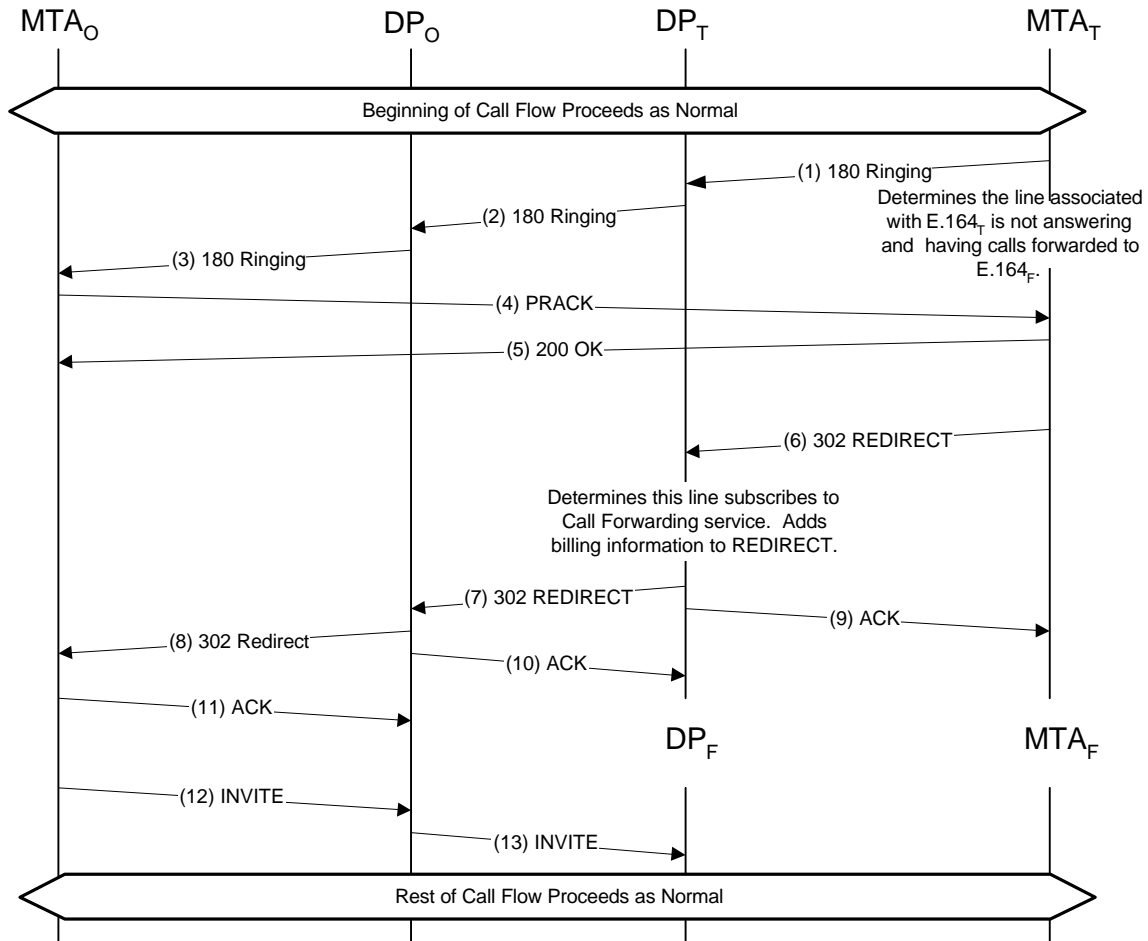 MTA_O DP_O DP_T MTA_T
Beginning of Call Flow Proceeds as Normal
(1) 180 Ringing
Determines the line associated
with E.164_T is not answering
and having calls forwarded to
E.164_F.
(2) 180 Ringing
(3) 180 Ringing
(4) PRACK
(5) 200 OK
(6) 302 REDIRECT
Determines this line subscribes to
Call Forwarding service. Adds
billing information to REDIRECT.
(7) 302 REDIRECT
(9) ACK
(8) 302 Redirect
(10) ACK
(11) ACK
DP_F MTA_F
(12) INVITE
(13) INVITE
Rest of Call Flow Proceeds as Normal